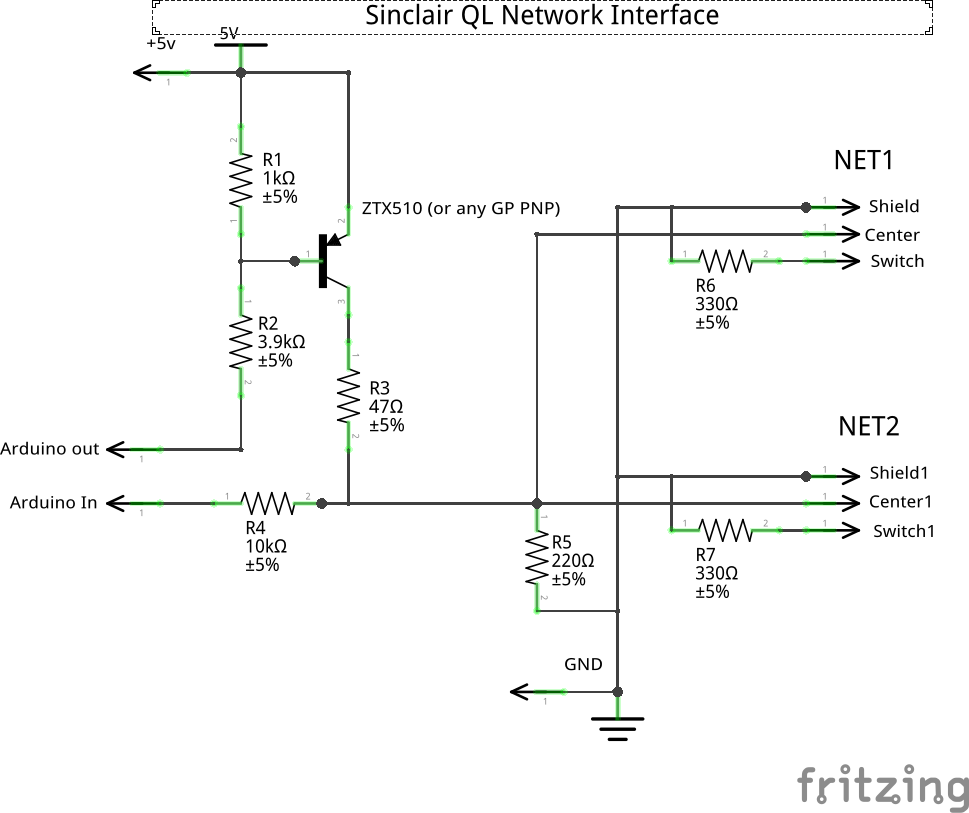 Sinclair QL Network Interface
5V
+5v
1
2
R1
1kΩ
±5%
1
ZTX510 (or any GP PNP)
2
1
3
1
R2
3.9kΩ
±5%
2
1
R3
47Ω
±5%
2
Arduino out
1
Arduino In
1
1
2
R4
10kΩ
±5%
NET1
1
Shield
1
Center
1
2
1
Switch
R6
330Ω
±5%
NET2
1
Shield1
1
Center1
1
2
1
Switch1
R7
330Ω
±5%
1
R5
220Ω
±5%
2
GND
1
fritzing